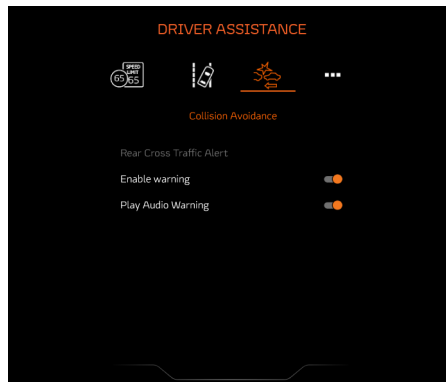 DRIVER ASSISTANCE
SPEED
LIMIT
65 65
Collision Avoidance
Rear Cross Traffic Alert
Enable warning
Play Audio Warning